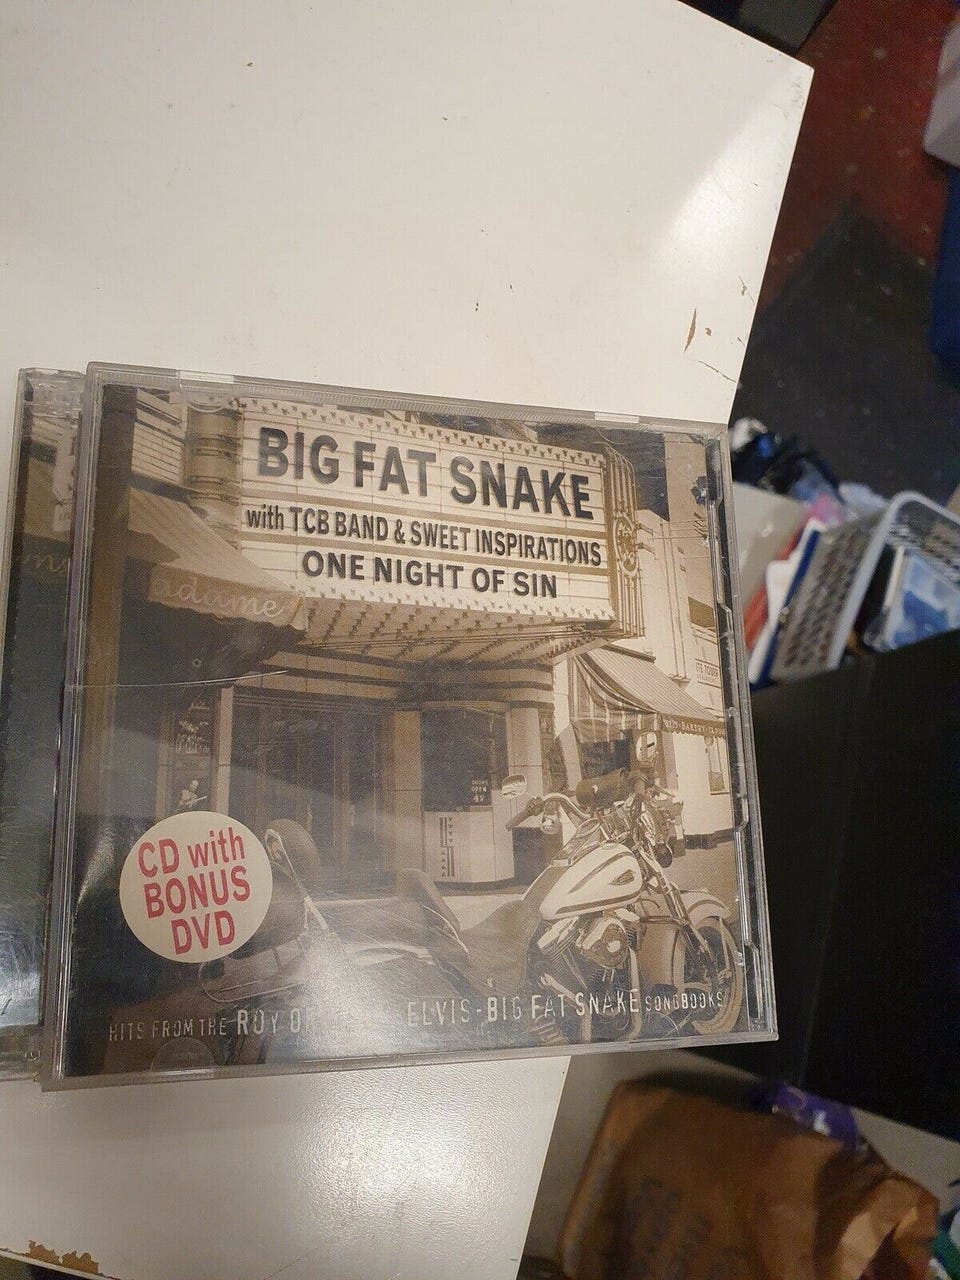 BIG FAT SNAKE
with TCB BAND & SWEET INSPIRATIONS
ONE NIGHT OF SIN
adame
CD with
BONUS
DVD
HITS FROM THE ROY ELVIS-BIG FAT SNAKE SONGBOOKS